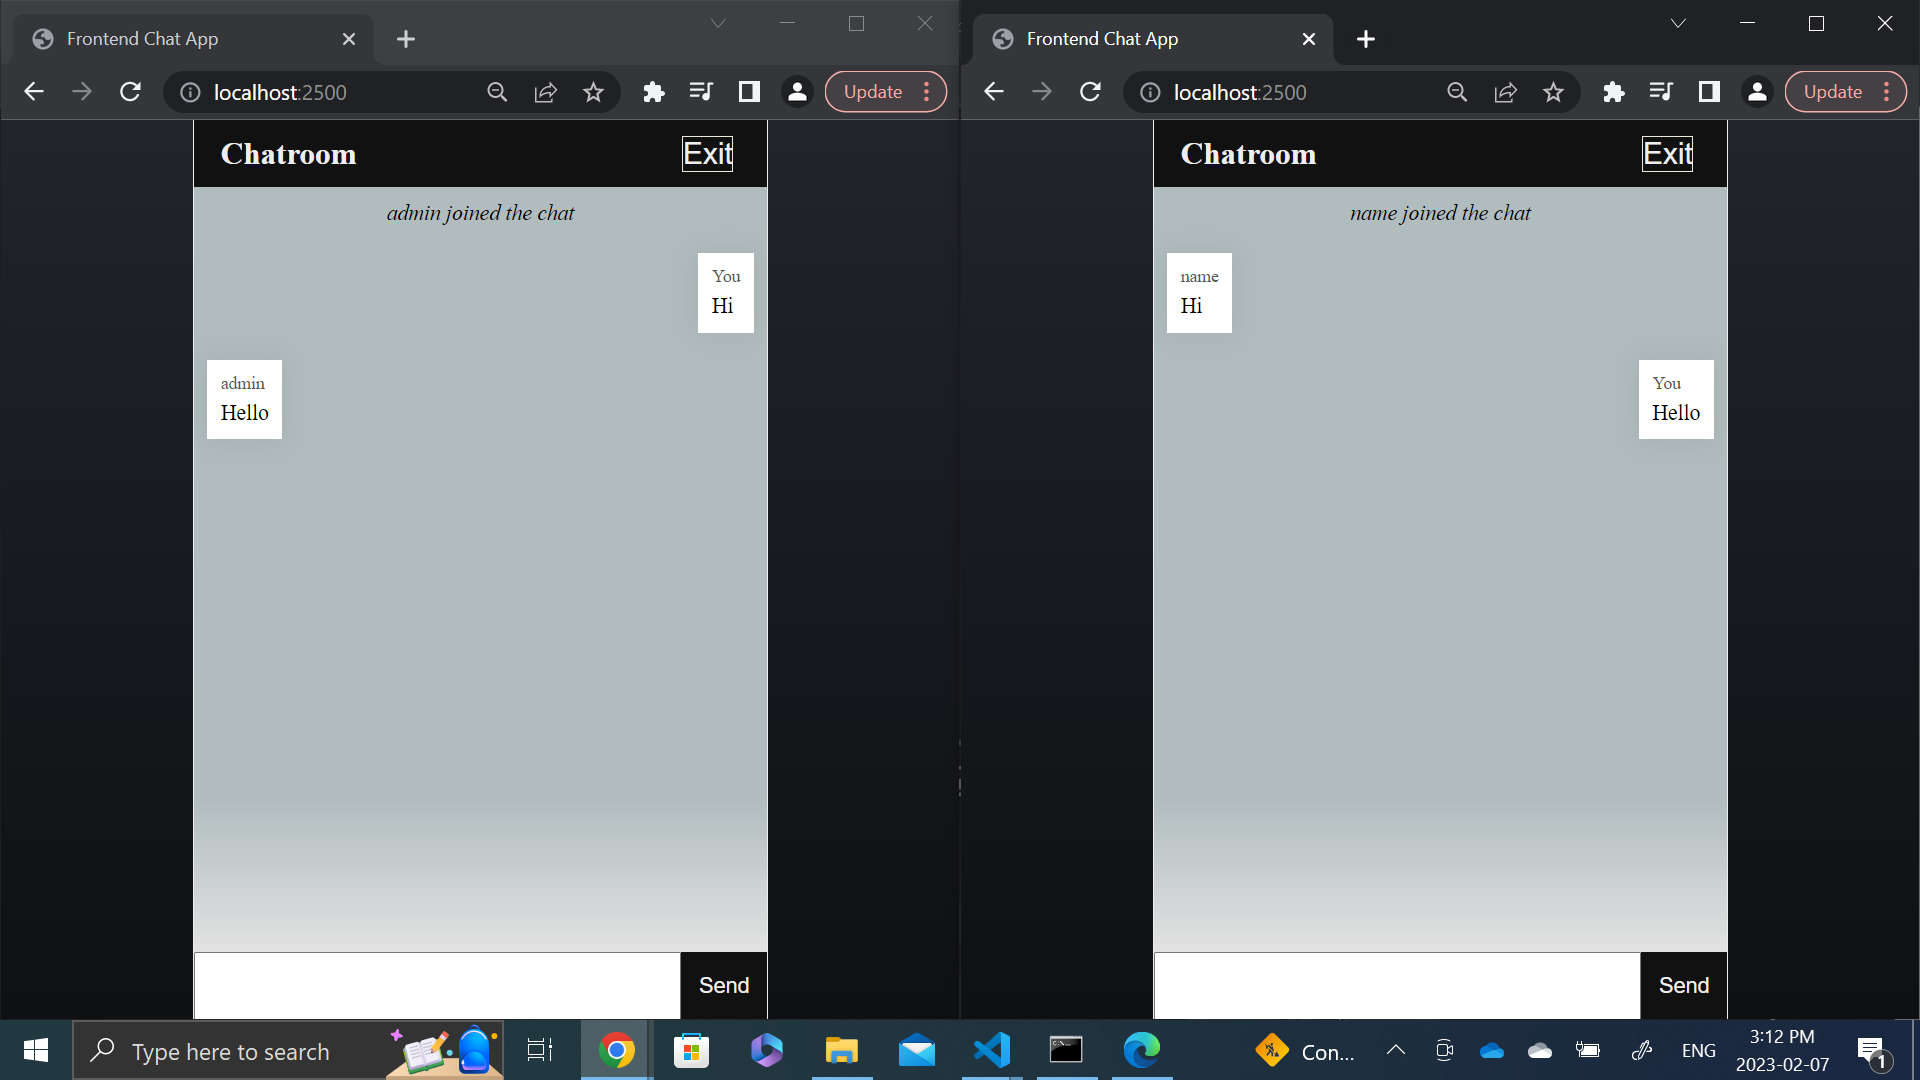 Frontend Chat App
localhost:2500
Update
Chatroom
Exit
admin joined the chat
You
Hi
admin
Hello
Send
Frontend Chat App
localhost:2500
Update
Chatroom
Exit
name joined the chat
name
Hi
You
Hello
Send
Type here to search
Con...
ENG
3:12 PM
2023-02-07
1